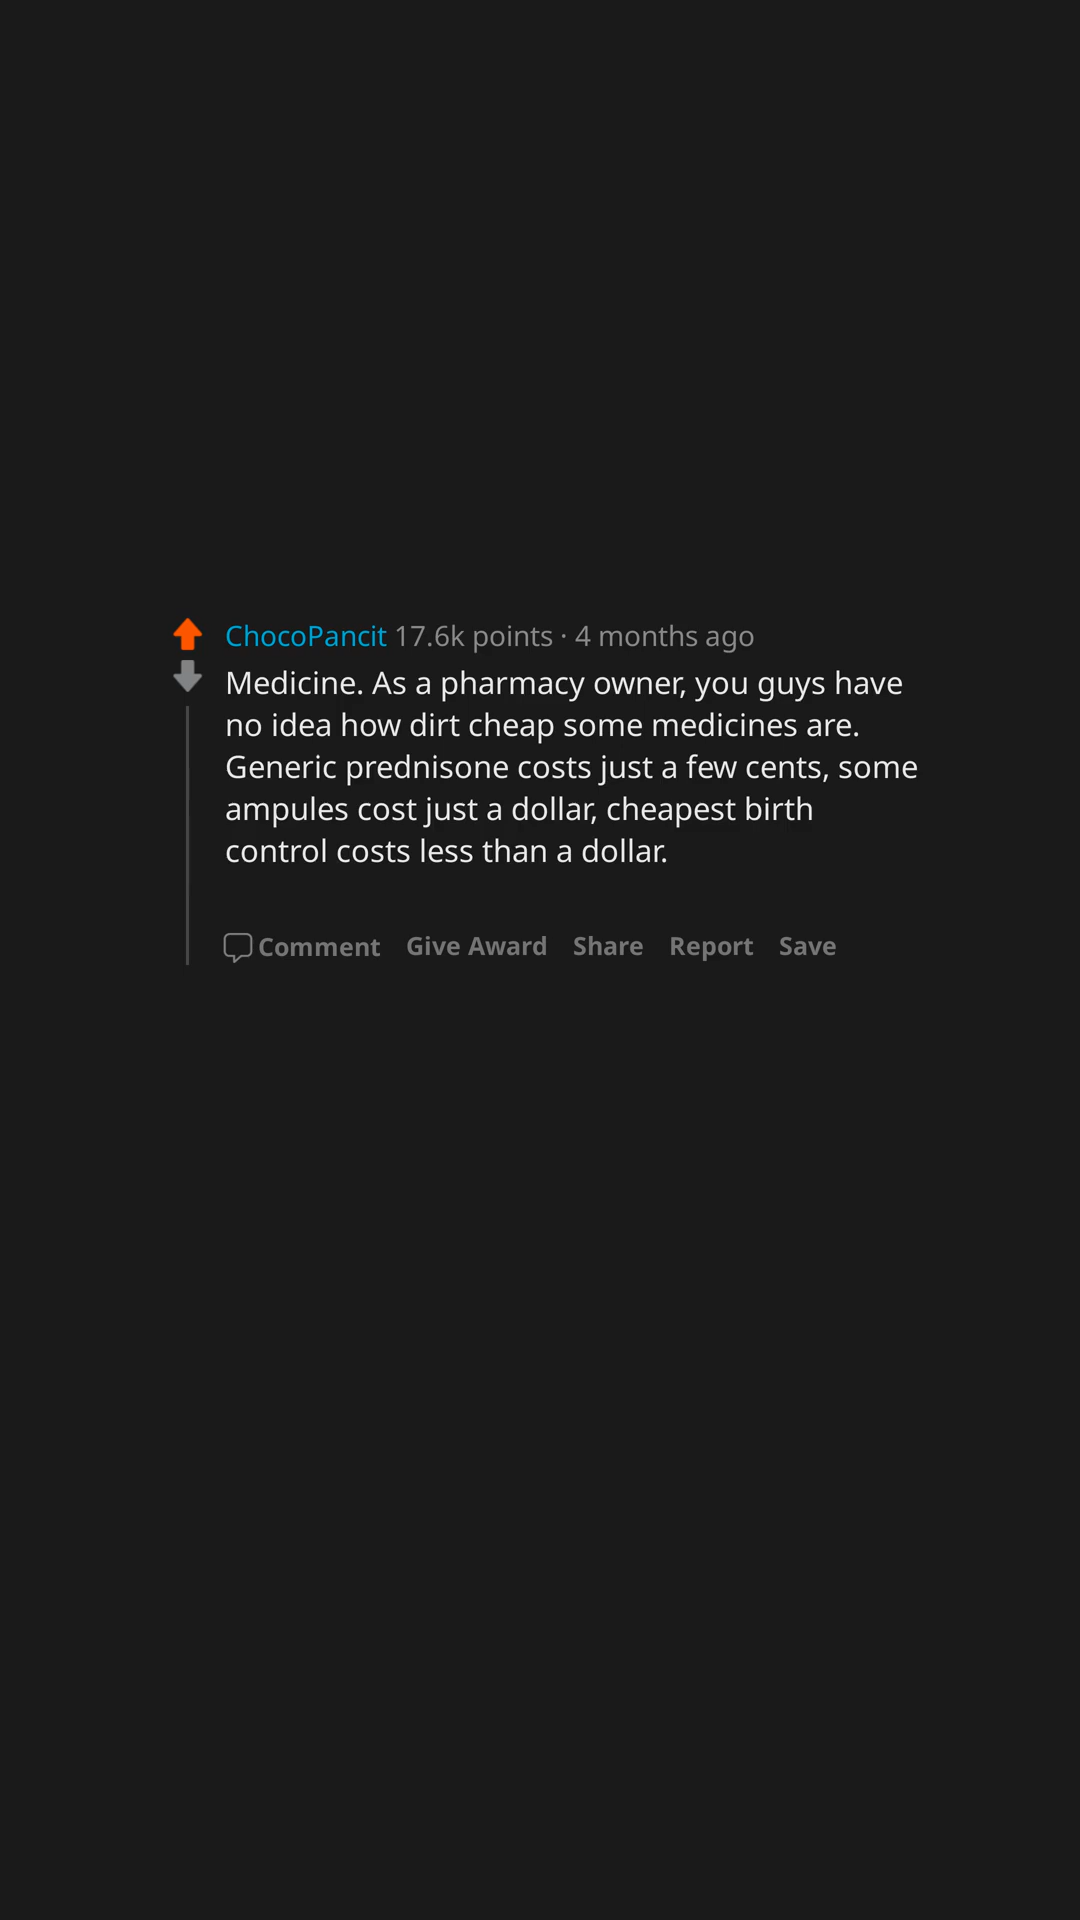 ChocoPancit 17.6k points · 4 months ago
Medicine. As a pharmacy owner, you guys have
no idea how dirt cheap some medicines are.
Generic prednisone costs just a few cents, some
ampules cost just a dollar, cheapest birth
control costs less than a dollar.
Comment Give Award Share Report Save